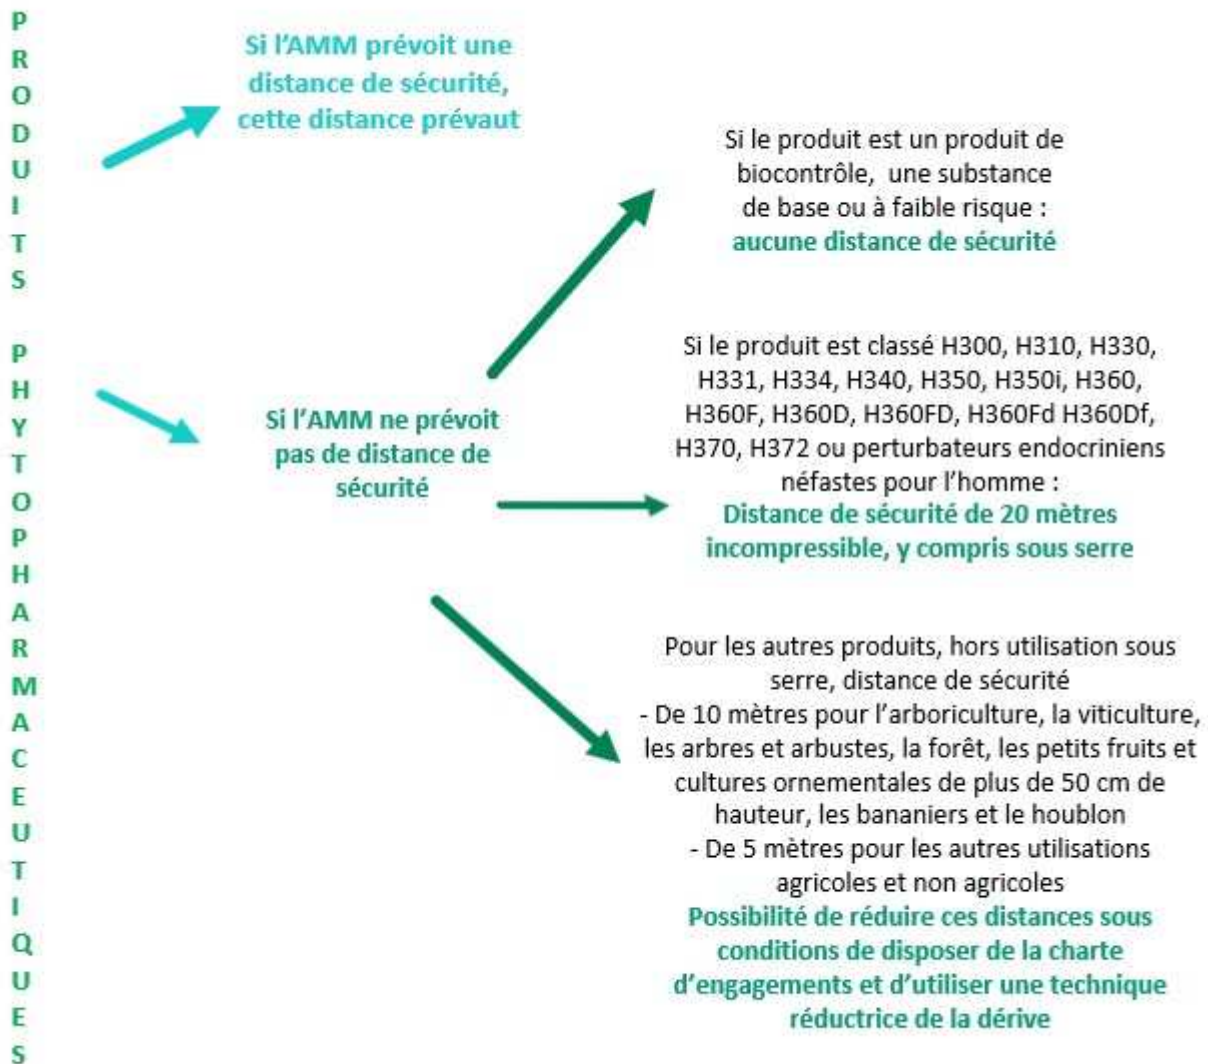 PRODUITS PHYTOPHARMACEUTIQUES
Si l'AMM prévoit une
distance de sécurité,
cette distance prévaut
Si l'AMM ne prévoit
pas de distance de
sécurité
Si le produit est un produit de
biocontrôle, une substance
de base ou à faible risque :
aucune distance de sécurité
Si le produit est classé H300, H310, H330,
H331, H334, H340, H350, H350i, H360,
H360F, H360D, H360FD, H360Fd H360Df,
H370, H372 ou perturbateurs endocriniens
néfastes pour l'homme :
Distance de sécurité de 20 mètres
incompressible, y compris sous serre
Pour les autres produits, hors utilisation sous
serre, distance de sécurité
- De 10 mètres pour l'arboriculture, la viticulture,
les arbres et arbustes, la forêt, les petits fruits et
cultures ornementales de plus de 50 cm de
hauteur, les bananiers et le houblon
- De 5 mètres pour les autres utilisations
agricoles et non agricoles
Possibilité de réduire ces distances sous
conditions de disposer de la charte
d'engagements et d'utiliser une technique
réductrice de la dérive